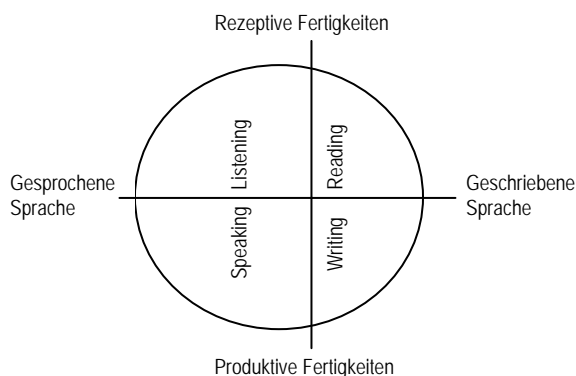 Rezeptive Fertigkeiten
Listening
Reading
Gesprochene
Sprache
Geschriebene
Sprache
Speaking
Writing
Produktive Fertigkeiten